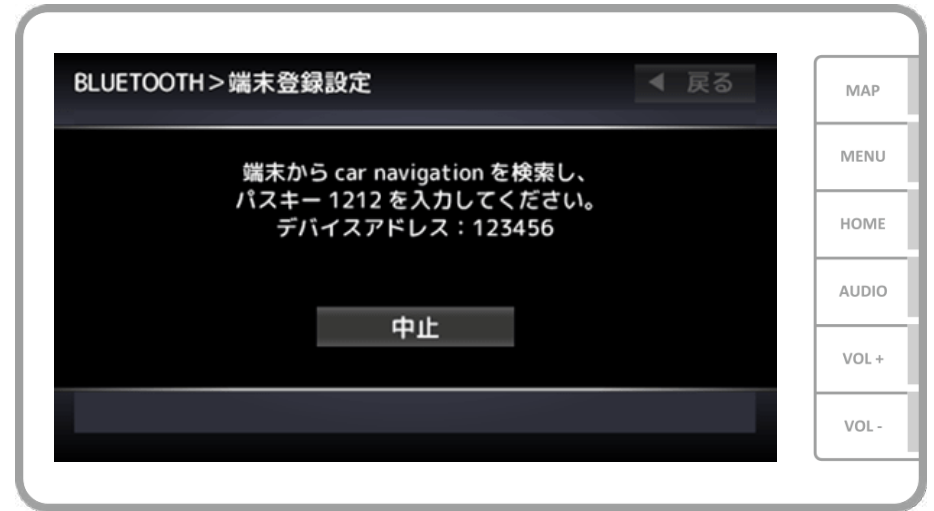 BLUETOOTH>端末登録設定
◀ 戻る
端末から car navigation を検索し、
パスキー 1212 を入力してください。
デバイスアドレス：123456
中止
MAP
MENU
HOME
AUDIO
VOL +
VOL -